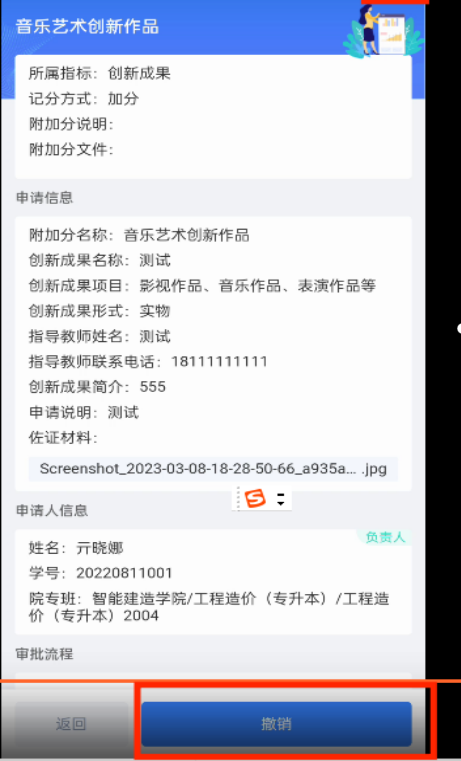 音乐艺术创新作品
所属指标：创新成果
记分方式：加分
附加分说明：
附加分文件：
申请信息
附加分名称：音乐艺术创新作品
创新成果名称：测试
创新成果项目：影视作品、音乐作品、表演作品等
创新成果形式：实物
指导教师姓名：测试
指导教师联系电话：18111111111
创新成果简介：555
申请说明：测试
佐证材料：
Screenshot_2023-03-08-18-28-50-66_a935a... .jpg
申请人信息
负责人
姓名：亓晓娜
学号：20220811001
院专班：智能建造学院/工程造价（专升本）/工程造
价（专升本）2004
审批流程
返回
撤销